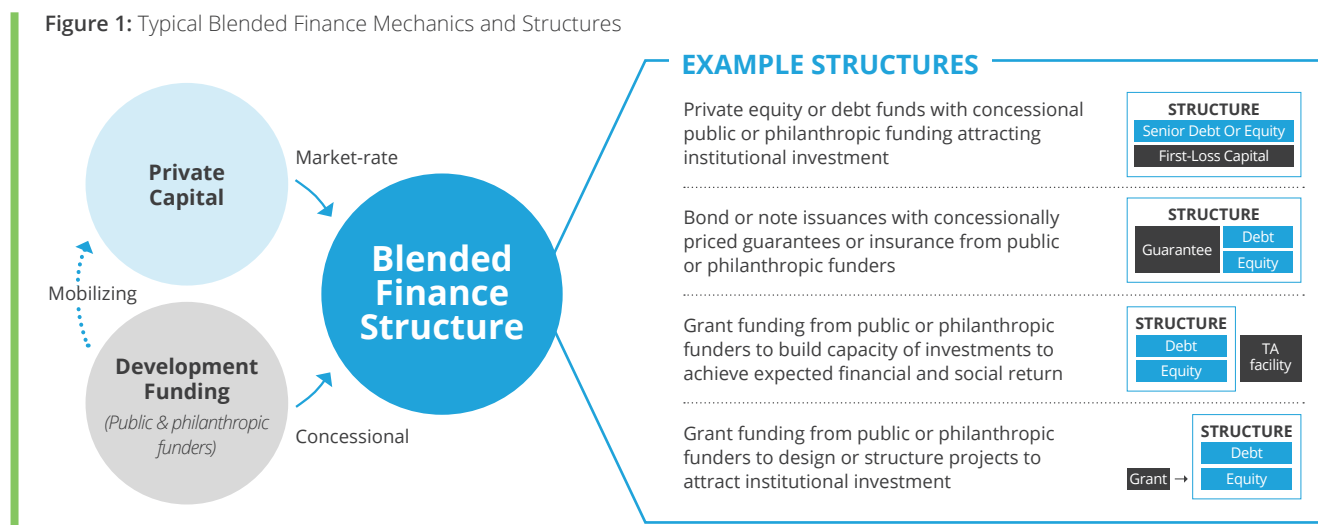 Figure 1: Typical Blended Finance Mechanics and Structures
Private
Capital
Market-rate
Mobilizing
Development
Funding
(Public & philanthropic
funders)
Concessional
Blended
Finance
Structure
EXAMPLE STRUCTURES
Private equity or debt funds with concessional
public or philanthropic funding attracting
institutional investment
STRUCTURE
Senior Debt Or Equity
First-Loss Capital
Bond or note issuances with concessionally
priced guarantees or insurance from public
or philanthropic funders
STRUCTURE
Guarantee
Debt
Equity
Grant funding from public or philanthropic
funders to build capacity of investments to
achieve expected financial and social return
STRUCTURE
Debt
Equity
TA
facility
Grant funding from public or philanthropic
funders to design or structure projects to
attract institutional investment
Grant →
STRUCTURE
Debt
Equity